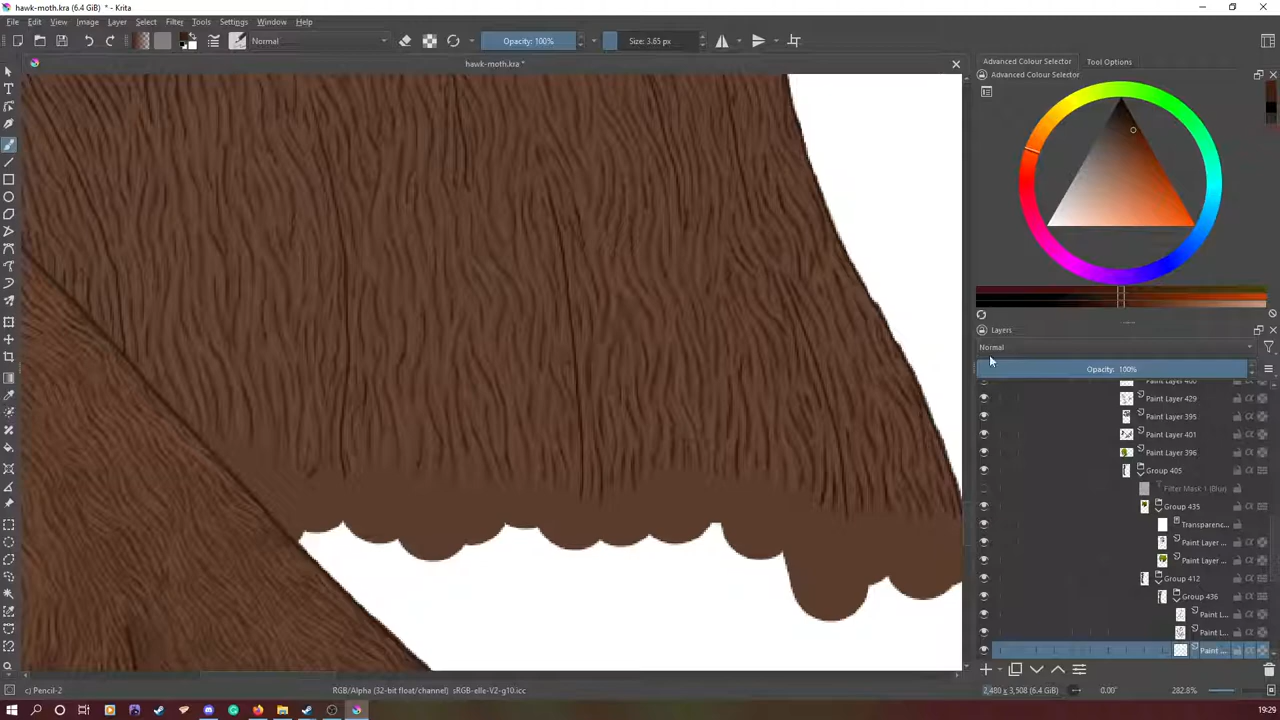 hawk-moth.kra (6.4 GiB) * - Krita
File Edit View Image Layer Select Filter Tools Settings Window Help
Normal Opacity: 100% Size: 3.65 px
hawk-moth.kra *
Advanced Colour Selector Tool Options
Advanced Colour Selector
Layers
Normal
Opacity: 100%
Paint Layer 429
Paint Layer 395
Paint Layer 401
Paint Layer 396
Group 405
Filter Mask 1 (Blur)
Group 435
Transparenc...
Paint Layer ...
Paint Layer ...
Group 412
Group 436
Paint L...
Paint L...
Paint ...
c) Pencil-2 RGB/Alpha (32-bit float/channel) sRGB-elle-V2-g10.icc 2,480 x 3,508 (6.4 GiB) 0.00° 282.8%
19:29